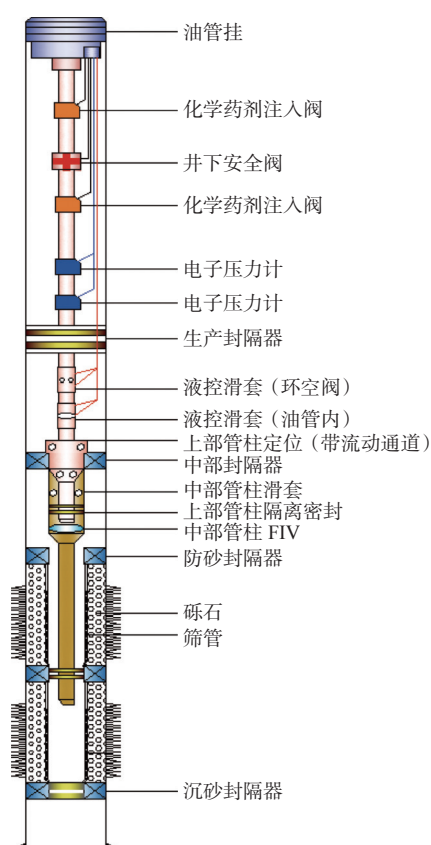 油管挂
化学药剂注入阀
井下安全阀
化学药剂注入阀
电子压力计
电子压力计
生产封隔器
液控滑套（环空阀）
液控滑套（油管内）
上部管柱定位（带流动通道）
中部封隔器
中部管柱滑套
上部管柱隔离密封
中部管柱 FIV
防砂封隔器
砾石
筛管
沉砂封隔器